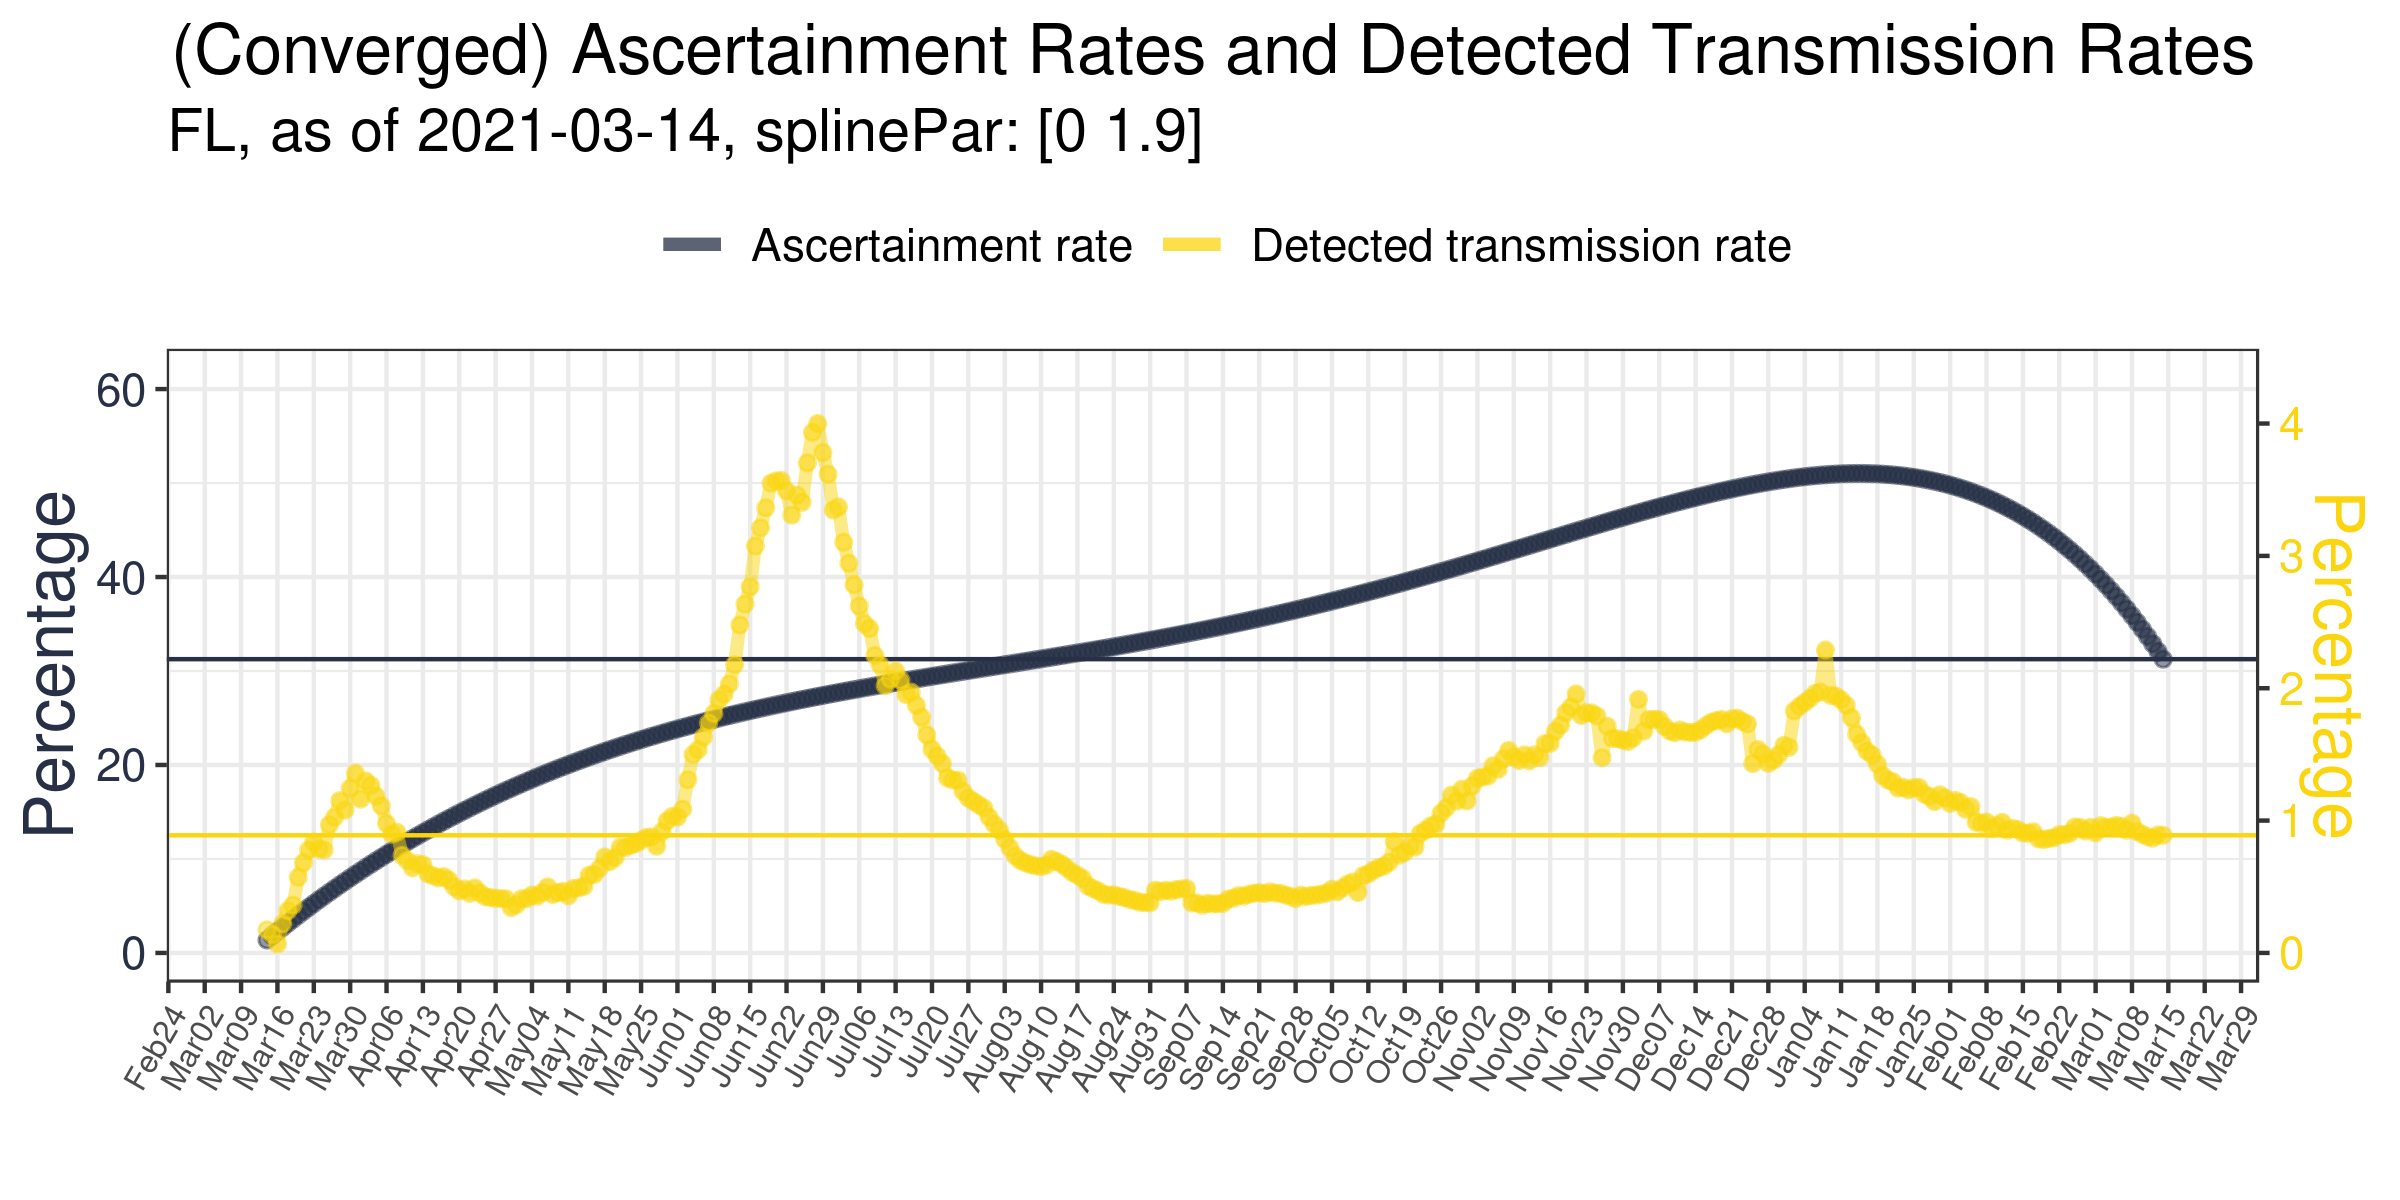 (Converged) Ascertainment Rates and Detected Transmission Rates
FL, as of 2021-03-14, splinePar: [0 1.9]
Ascertainment rate Detected transmission rate
Percentage
60
40
20
0
4
3
2
1
0
Percentage
Feb24 Mar02 Mar09 Mar16 Mar23 Mar30 Apr06 Apr13 Apr20 Apr27 May04 May11 May18 May25 Jun01 Jun08 Jun15 Jun22 Jun29 Jul06 Jul13 Jul20 Jul27 Aug03 Aug10 Aug17 Aug24 Aug31 Sep07 Sep14 Sep21 Sep28 Oct05 Oct12 Oct19 Oct26 Nov02 Nov09 Nov16 Nov23 Nov30 Dec07 Dec14 Dec21 Dec28 Jan04 Jan11 Jan18 Jan25 Feb01 Feb08 Feb15 Feb22 Mar01 Mar08 Mar15 Mar22 Mar29